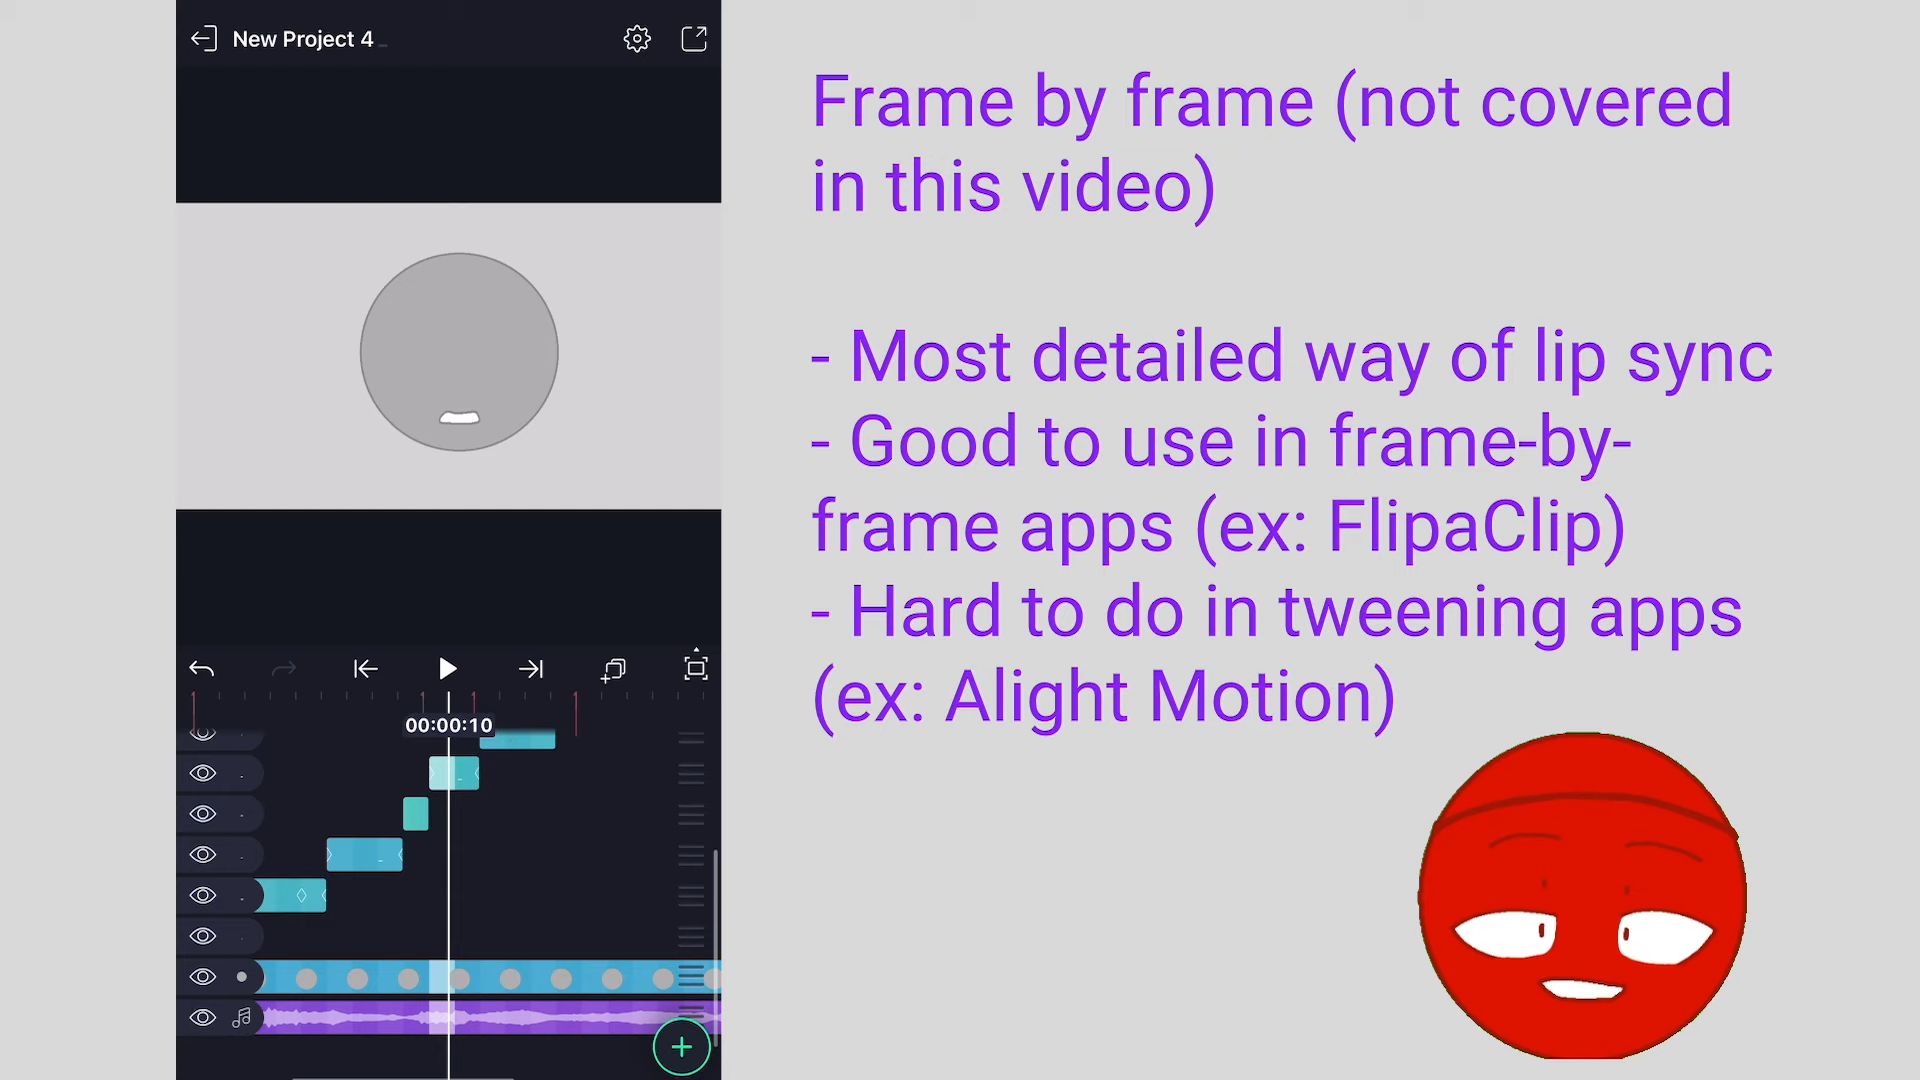 New Project 4
Frame by frame (not covered
in this video)
- Most detailed way of lip sync
- Good to use in frame-by-
frame apps (ex: FlipaClip)
- Hard to do in tweening apps
(ex: Alight Motion)
00:00:10